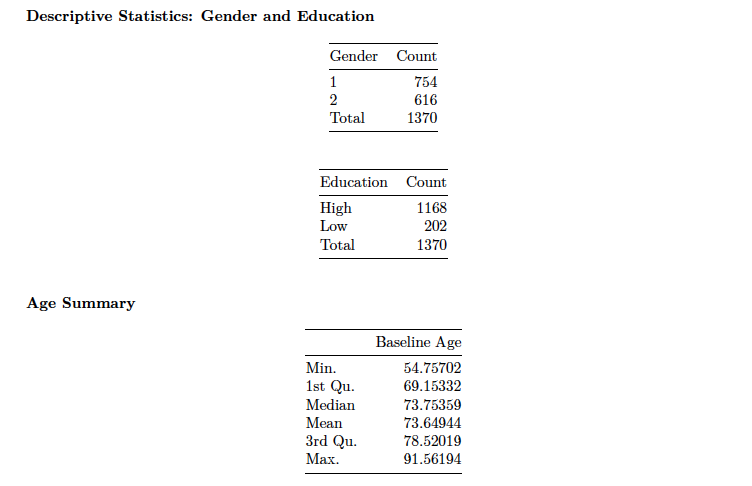 Descriptive Statistics: Gender and Education
Gender Count
1 754
2 616
Total 1370
Education Count
High 1168
Low 202
Total 1370
Age Summary
Baseline Age
Min. 54.75702
1st Qu. 69.15332
Median 73.75359
Mean 73.64944
3rd Qu. 78.52019
Max. 91.56194